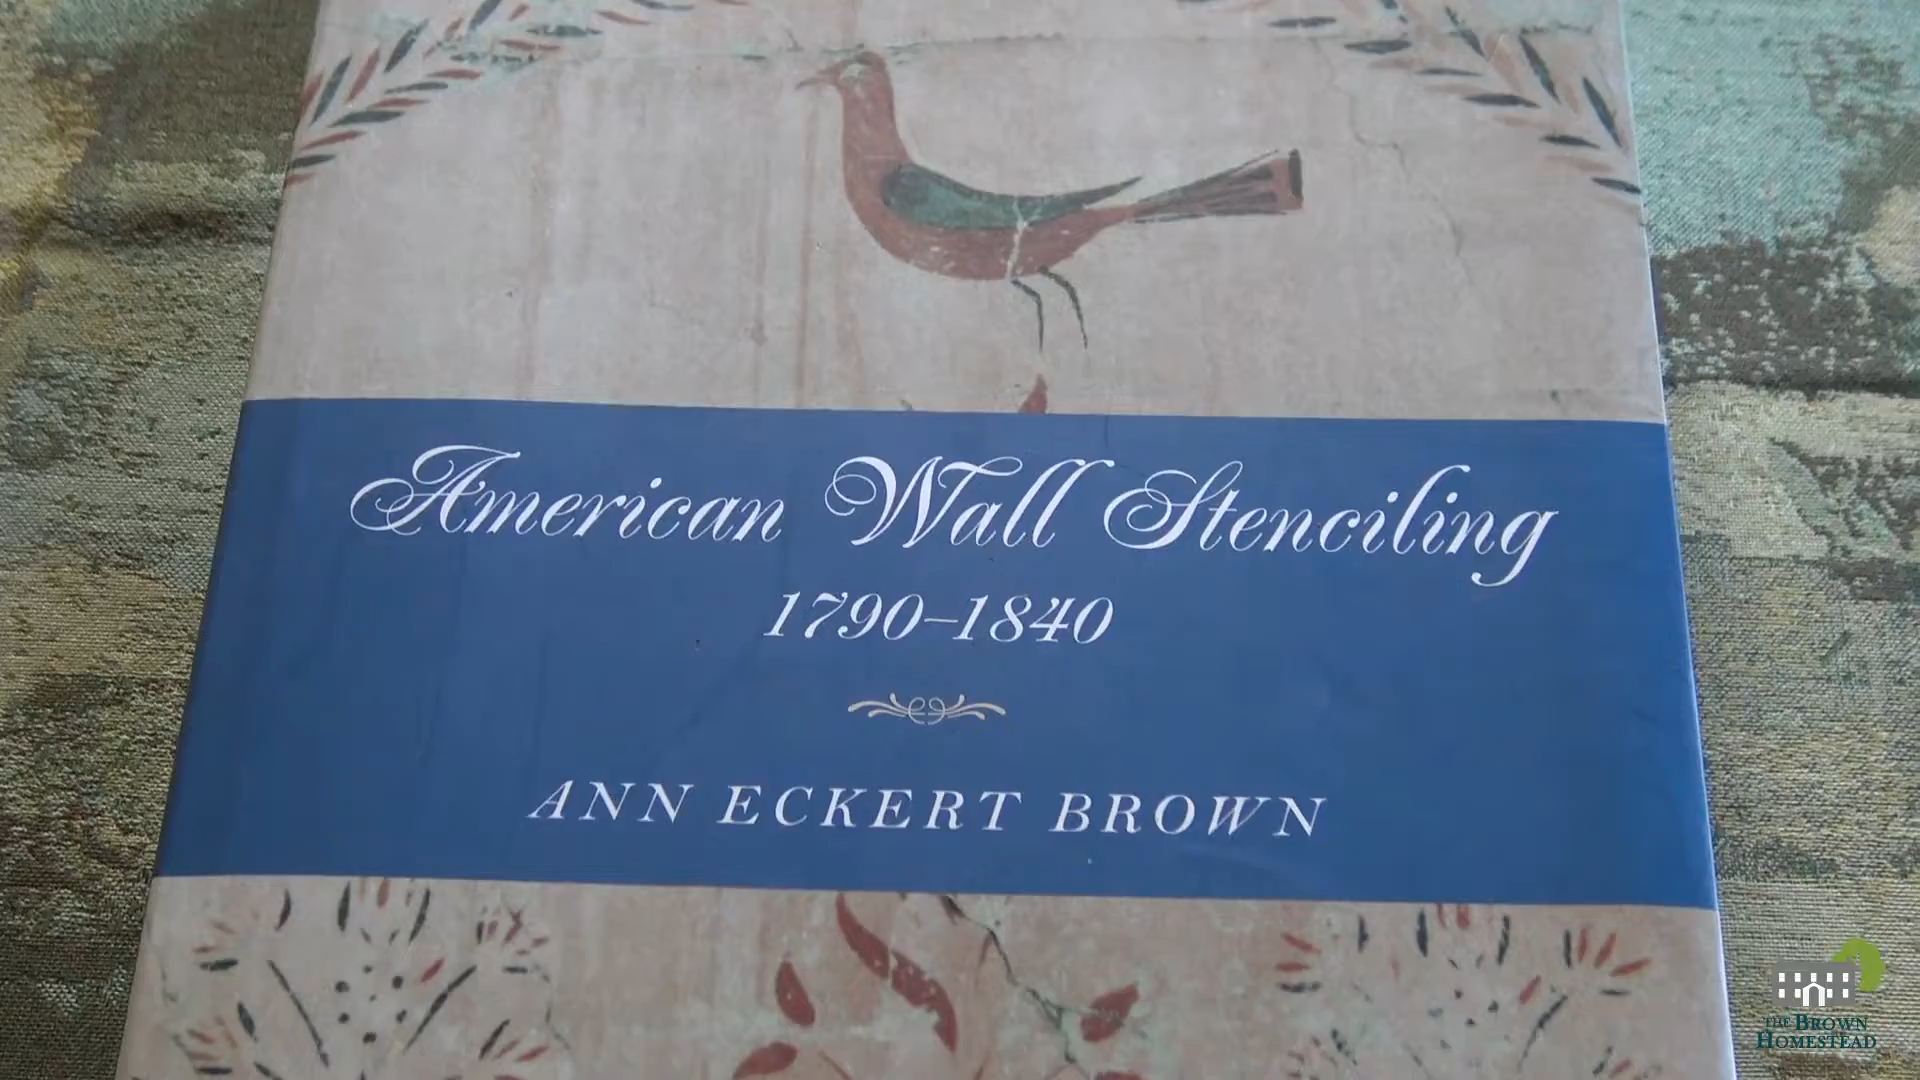 American Wall Stenciling
1790–1840
ANN ECKERT BROWN
THE BROWN
HOMESTEAD